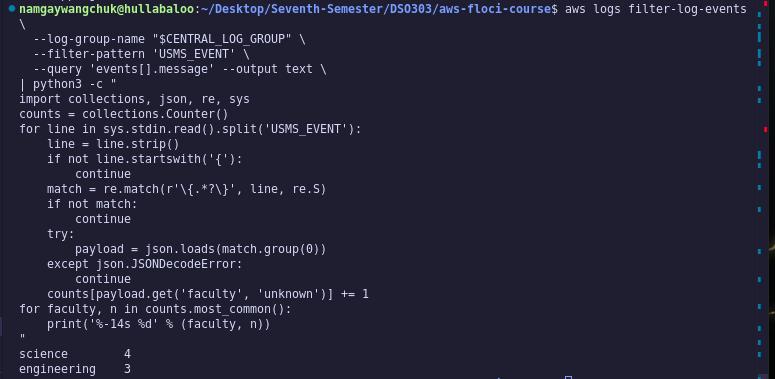 namgaywangchuk@hullabaloo:~/Desktop/Seventh-Semester/DSO303/aws-floci-course$ aws logs filter-log-events
\
  --log-group-name "$CENTRAL_LOG_GROUP" \
  --filter-pattern 'USMS_EVENT' \
  --query 'events[].message' --output text \
| python3 -c "
import collections, json, re, sys
counts = collections.Counter()
for line in sys.stdin.read().split('USMS_EVENT'):
    line = line.strip()
    if not line.startswith('{'):
        continue
    match = re.match(r'\{.*?\}', line, re.S)
    if not match:
        continue
    try:
        payload = json.loads(match.group(0))
    except json.JSONDecodeError:
        continue
    counts[payload.get('faculty', 'unknown')] += 1
for faculty, n in counts.most_common():
    print('%-14s %d' % (faculty, n))
"
science        4
engineering    3